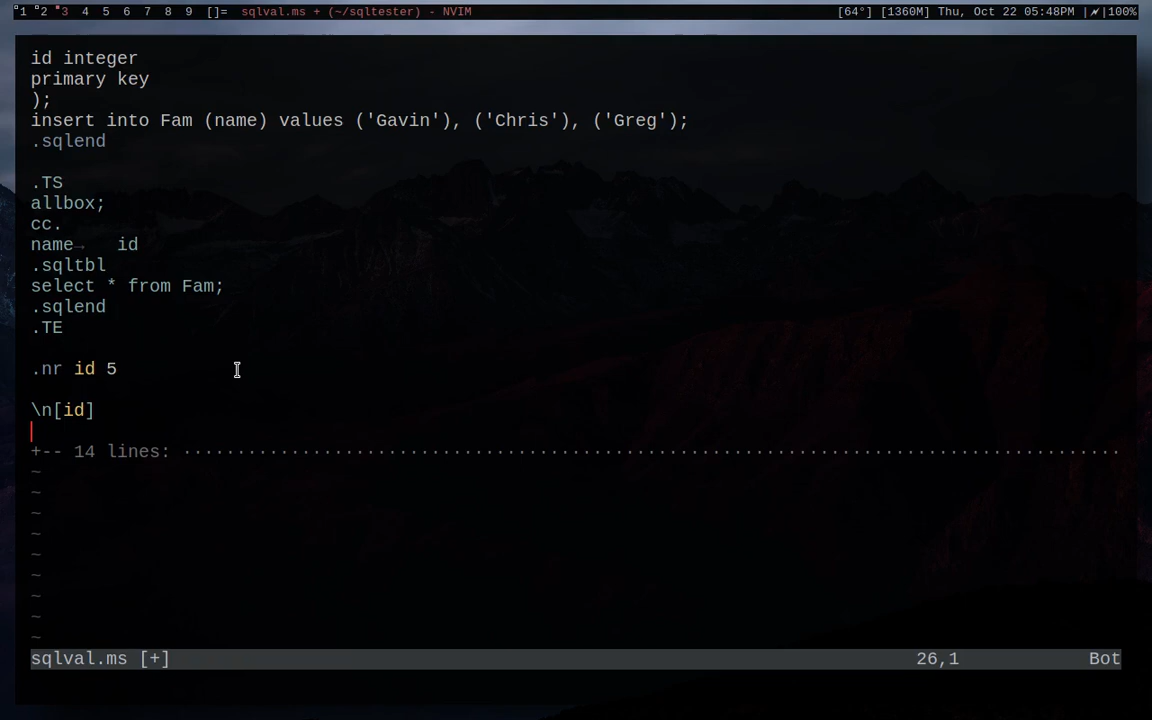 1 2 3 4 5 6 7 8 9 []= sqlval.ms + (~/sqltester) - NVIM [64°] [1360M] Thu, Oct 22 05:48PM |⚡|100%
id integer
primary key
);
insert into Fam (name) values ('Gavin'), ('Chris'), ('Greg');
.sqlend
.TS
allbox;
cc.
name→   id
.sqltbl
select * from Fam;
.sqlend
.TE
.nr id 5
\n[id]
+-- 14 lines: ·······················································································
~
~
~
~
~
~
~
~
~
sqlval.ms [+] 26,1 Bot